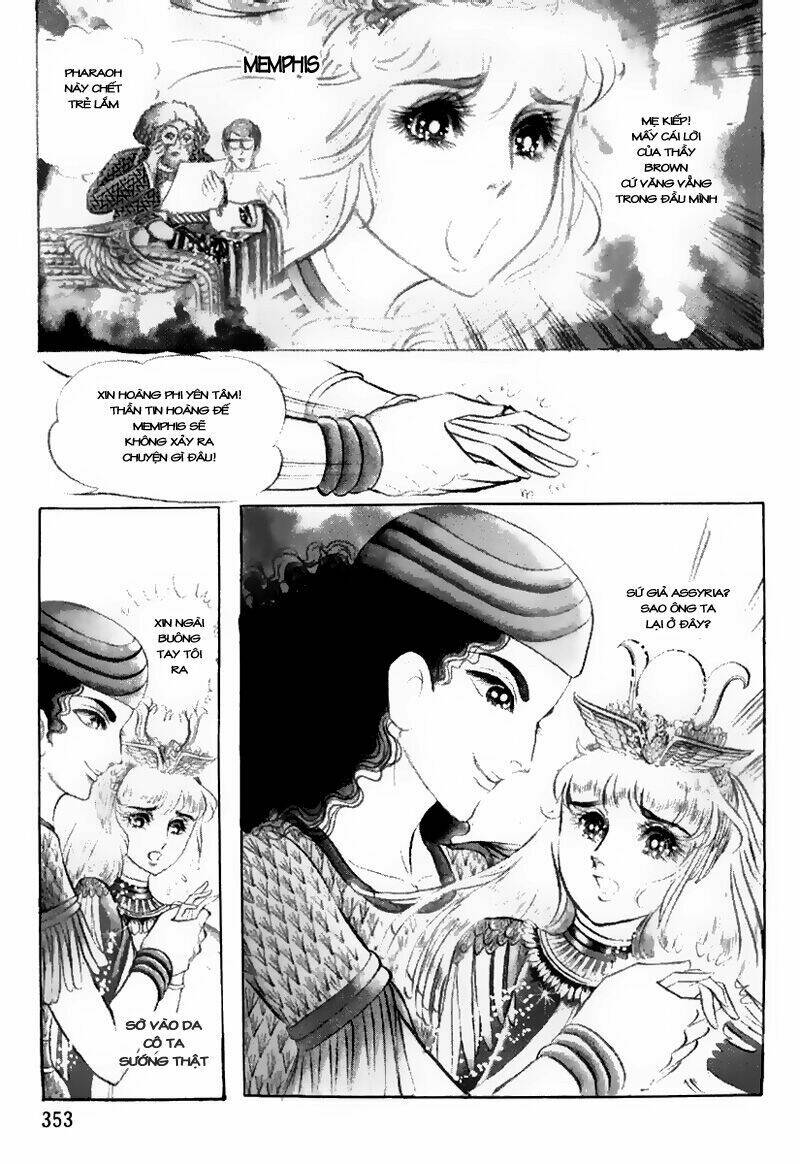 PHARAOH
NÀY CHẾT
TRẺ LẮM
MEMPHIS
MẸ KIẾP!
MẤY CÁI LỜI
CỦA THẦY
BROWN
CỨ VĂNG VẲNG
TRONG ĐẦU MÌNH
XIN HOÀNG PHI YÊN TÂM!
THẦN TIN HOÀNG ĐẾ
MEMPHIS SẼ
KHÔNG XẢY RA
CHUYỆN GÌ ĐÂU!
XIN NGÀI
BUÔNG
TAY TÔI
RA
SỜ VÀO DA
CÔ TA
SƯỚNG THẬT
SỨ GIẢ ASSYRIA?
SAO ÔNG TA
LẠI Ở ĐÂY?
353